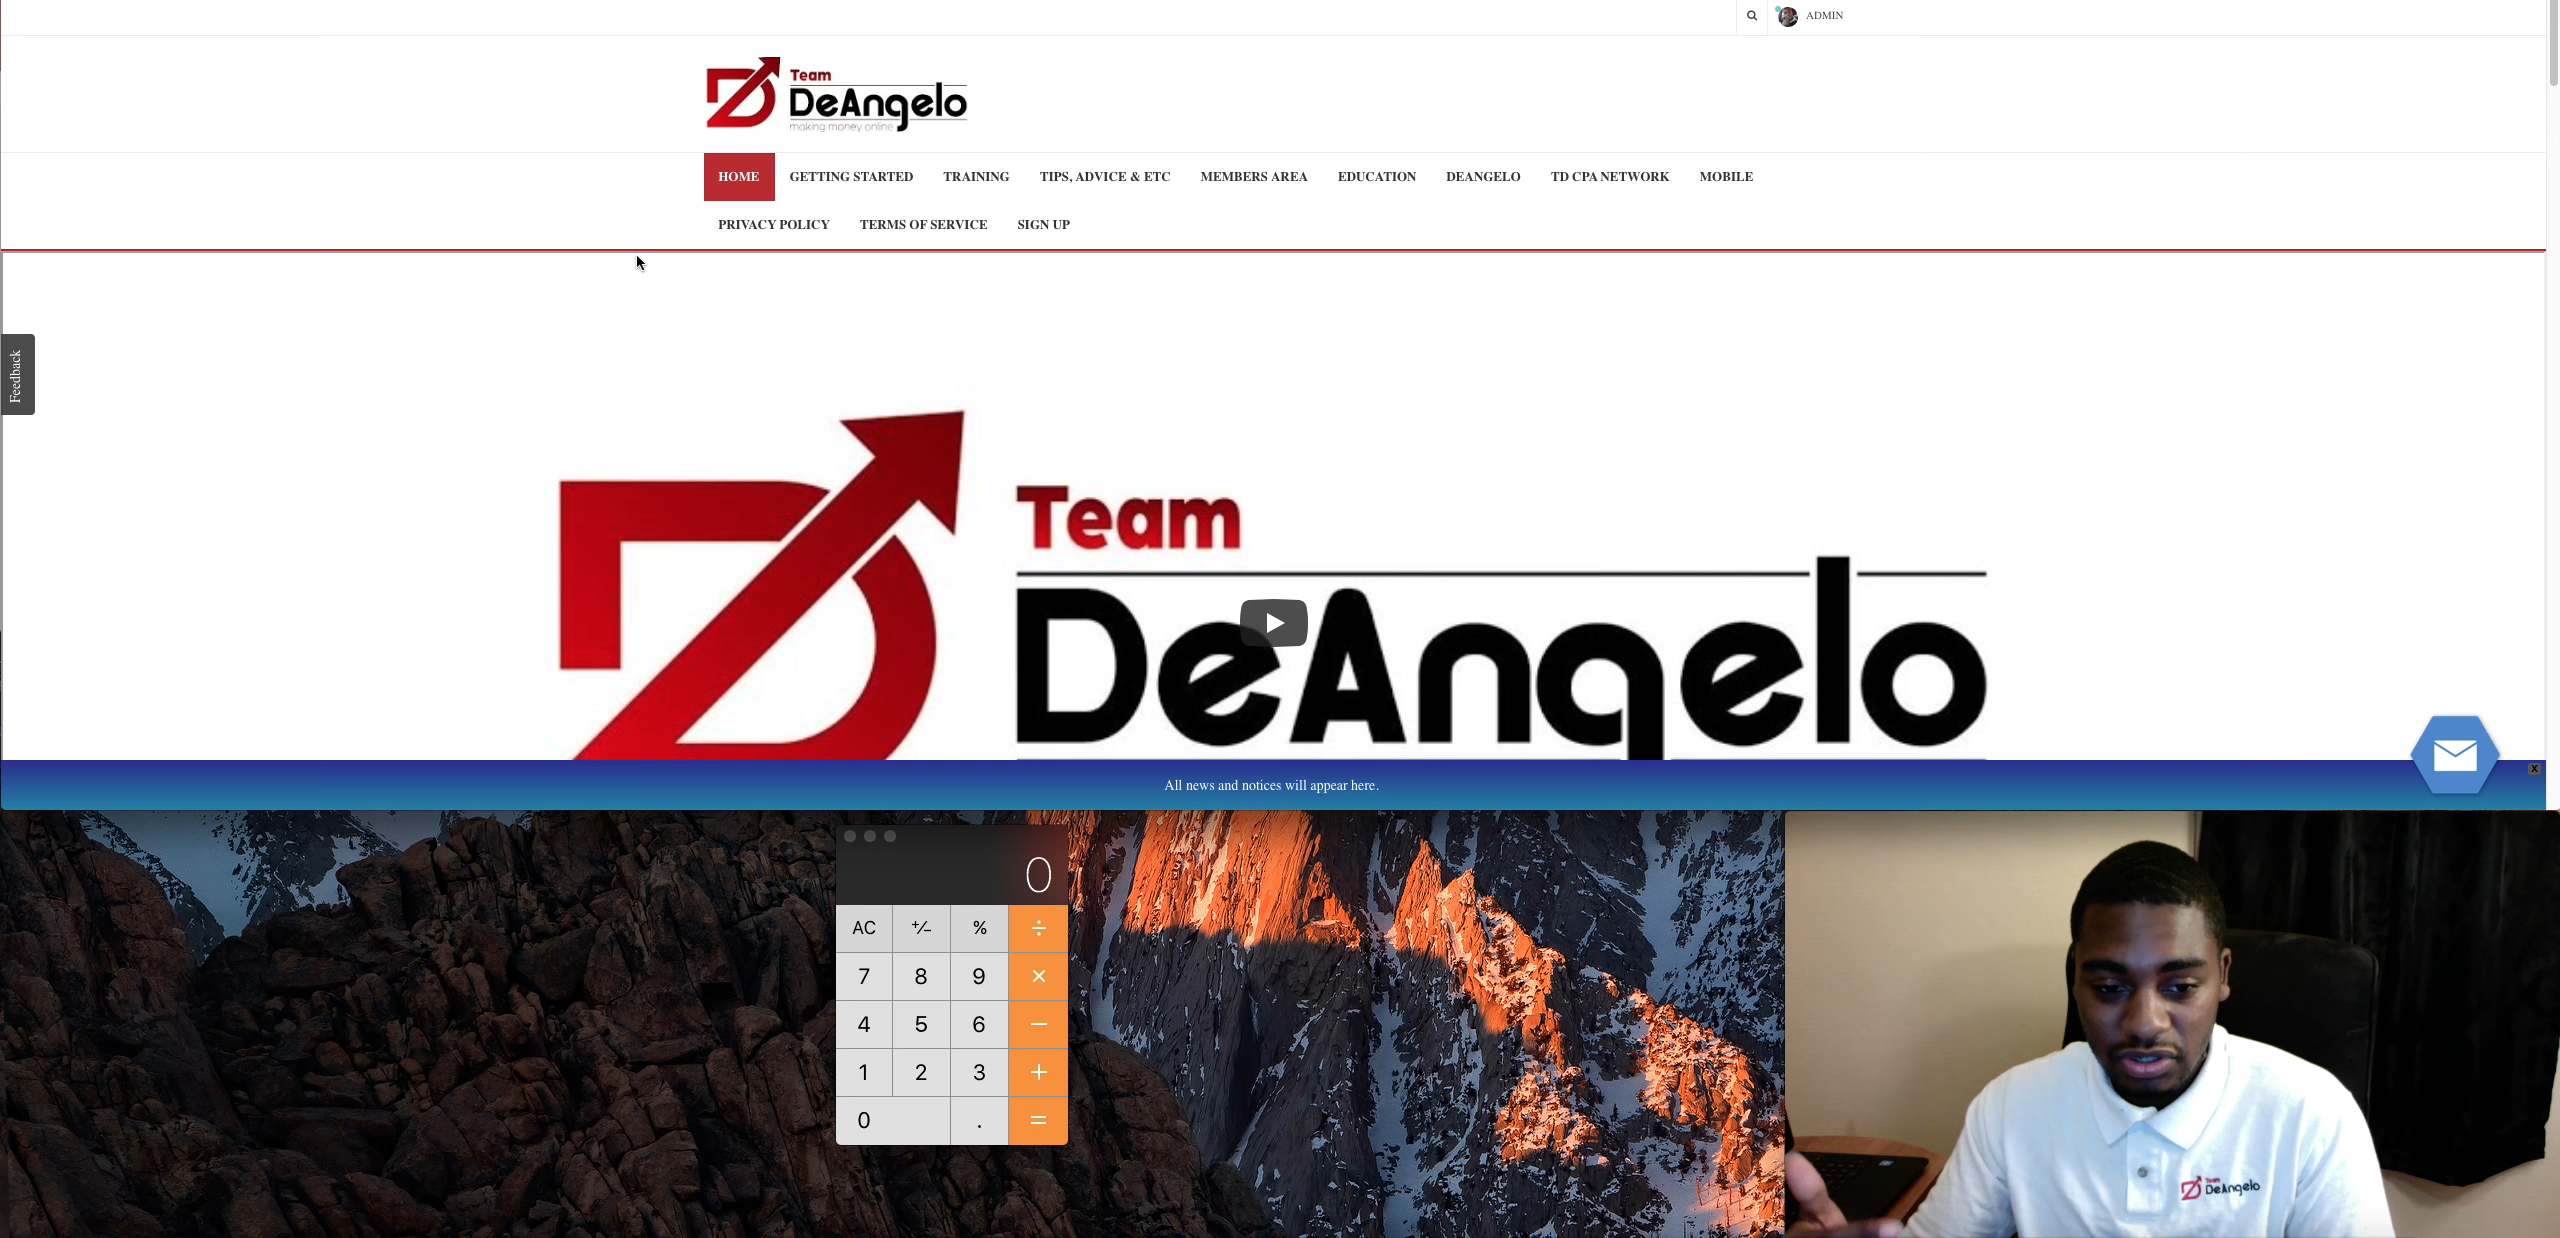 ADMIN
Team
DeAngelo
making money online
HOME GETTING STARTED TRAINING TIPS, ADVICE & ETC MEMBERS AREA EDUCATION DEANGELO TD CPA NETWORK MOBILE
PRIVACY POLICY TERMS OF SERVICE SIGN UP
Feedback
Team
DeAngelo
All news and notices will appear here.
X
0
AC +⁄− % ÷
7 8 9 ×
4 5 6 −
1 2 3 +
0 . =
Team
DeAngelo